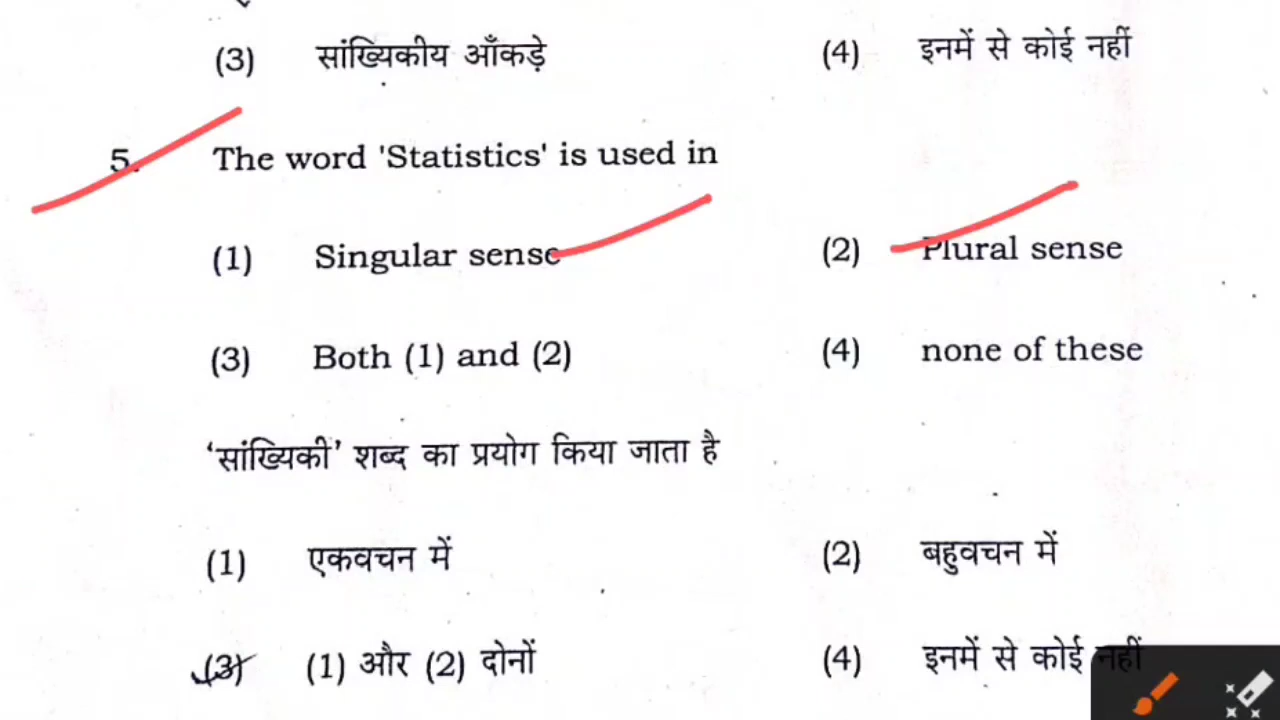 (3) सांख्यिकीय आँकड़े (4) इनमें से कोई नहीं
5. The word 'Statistics' is used in
(1) Singular sense (2) Plural sense
(3) Both (1) and (2) (4) none of these
‘सांख्यिकी’ शब्द का प्रयोग किया जाता है
(1) एकवचन में (2) बहुवचन में
(3) (1) और (2) दोनों (4) इनमें से कोई नहीं